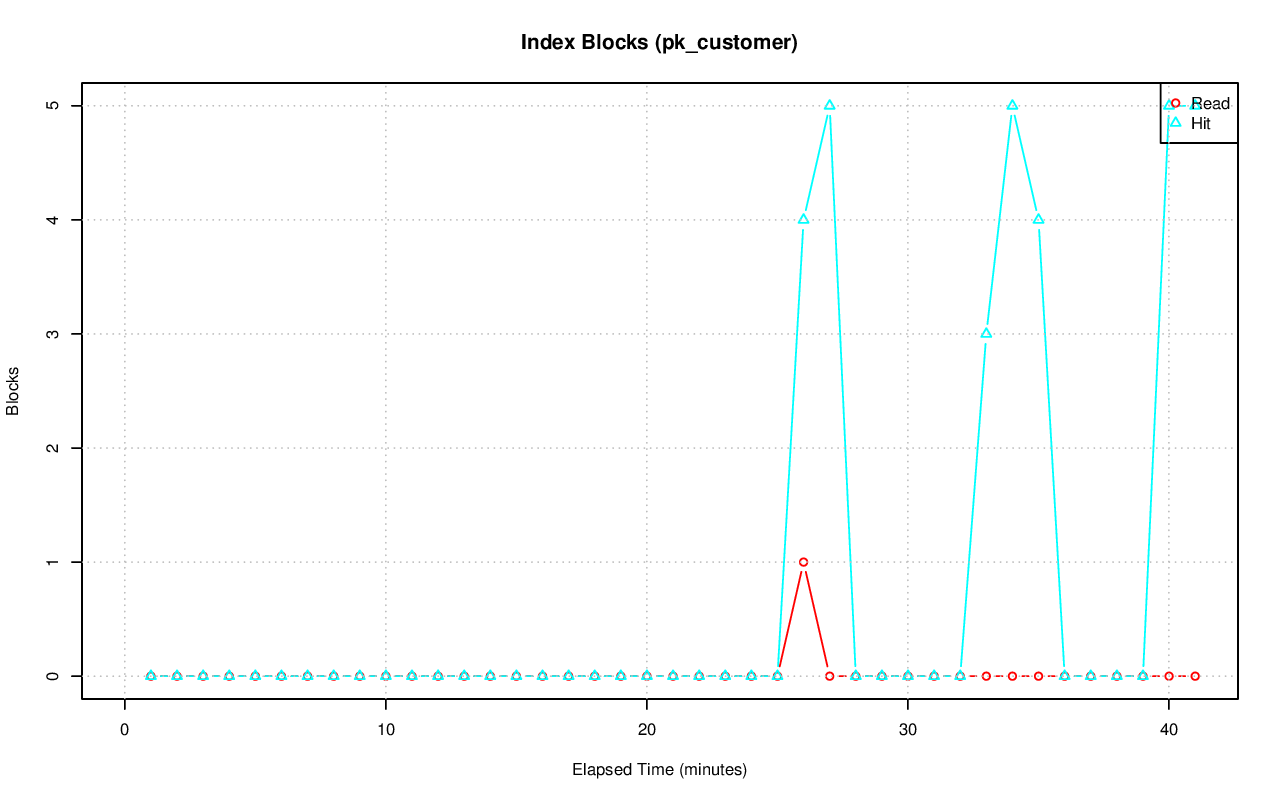 Index Blocks (pk_customer)
Read
Hit
5
4
3
2
1
0
Blocks
0 10 20 30 40
Elapsed Time (minutes)